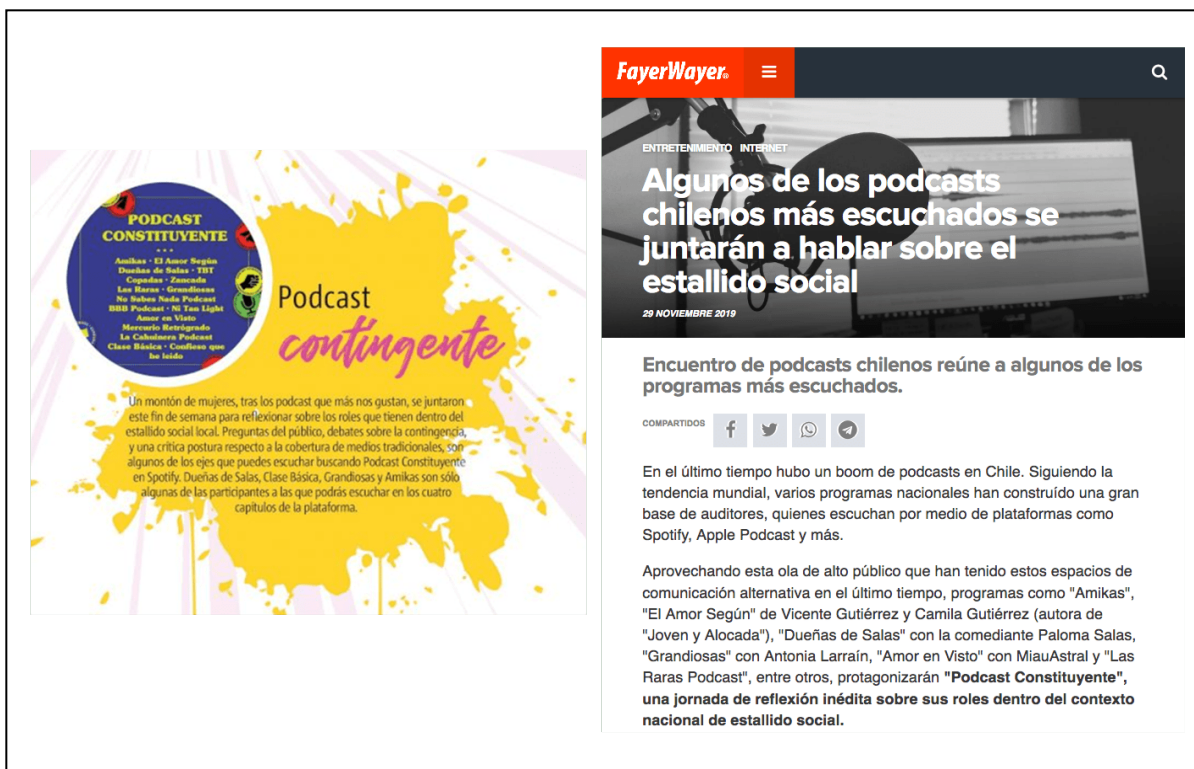 PODCAST
CONSTITUYENTE
Amikas · El Amor Según
Dueñas de Salas · TBT
Copadas · Zancada
Las Raras · Grandiosas
No Sabes Nada Podcast
BBB Podcast · Ni Tan Light
Amor en Visto
Mercurio Retrógrado
La Cahuinera Podcast
Clase Básica · Confieso que
he leído
Podcast
contingente
Un montón de mujeres, tras los podcast que más nos gustan, se juntaron
este fin de semana para reflexionar sobre los roles que tienen dentro del
estallido social local. Preguntas del público, debates sobre la contingencia,
y una crítica postura respecto a la cobertura de medios tradicionales, son
algunos de los ejes que puedes escuchar buscando Podcast Constituyente
en Spotify. Dueñas de Salas, Clase Básica, Grandiosas y Amikas son sólo
algunas de las participantes a las que podrás escuchar en los cuatro
capítulos de la plataforma.
FayerWayer®
ENTRETENIMIENTO INTERNET
Algunos de los podcasts
chilenos más escuchados se
juntarán a hablar sobre el
estallido social
29 NOVIEMBRE 2019
Encuentro de podcasts chilenos reúne a algunos de los
programas más escuchados.
COMPARTIDOS
En el último tiempo hubo un boom de podcasts en Chile. Siguiendo la
tendencia mundial, varios programas nacionales han construído una gran
base de auditores, quienes escuchan por medio de plataformas como
Spotify, Apple Podcast y más.
Aprovechando esta ola de alto público que han tenido estos espacios de
comunicación alternativa en el último tiempo, programas como "Amikas",
"El Amor Según" de Vicente Gutiérrez y Camila Gutiérrez (autora de
"Joven y Alocada"), "Dueñas de Salas" con la comediante Paloma Salas,
"Grandiosas" con Antonia Larraín, "Amor en Visto" con MiauAstral y "Las
Raras Podcast", entre otros, protagonizarán "Podcast Constituyente",
una jornada de reflexión inédita sobre sus roles dentro del contexto
nacional de estallido social.